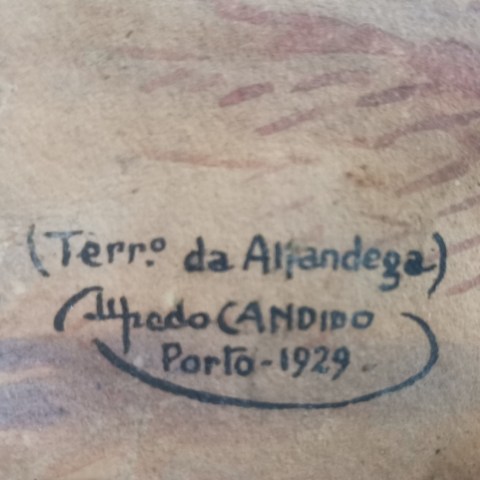 (Terr.º da Alfandega)
Alfredo CANDIDO
Porto-1929